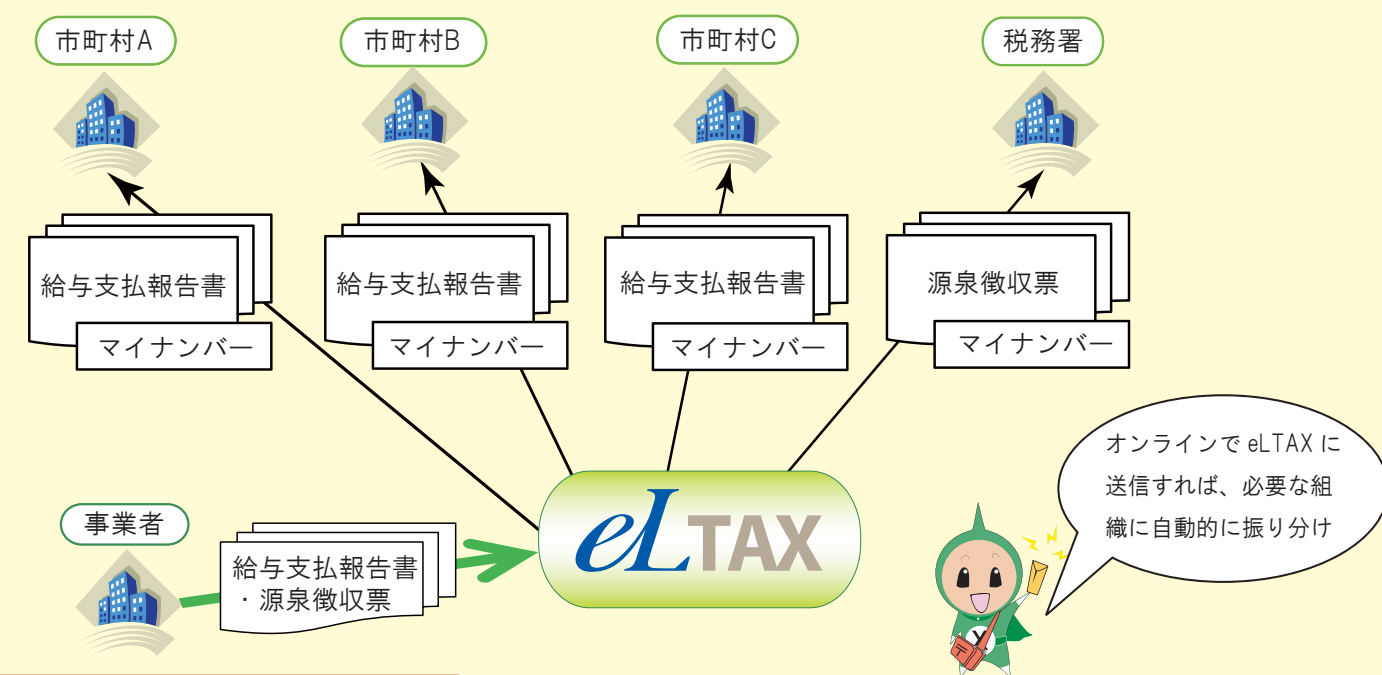 市町村A
市町村B
市町村C
税務署
給与支払報告書
マイナンバー
給与支払報告書
マイナンバー
給与支払報告書
マイナンバー
源泉徴収票
マイナンバー
事業者
給与支払報告書
・源泉徴収票
eLTAX
オンラインで eLTAX に
送信すれば、必要な組
織に自動的に振り分け
Y
〒